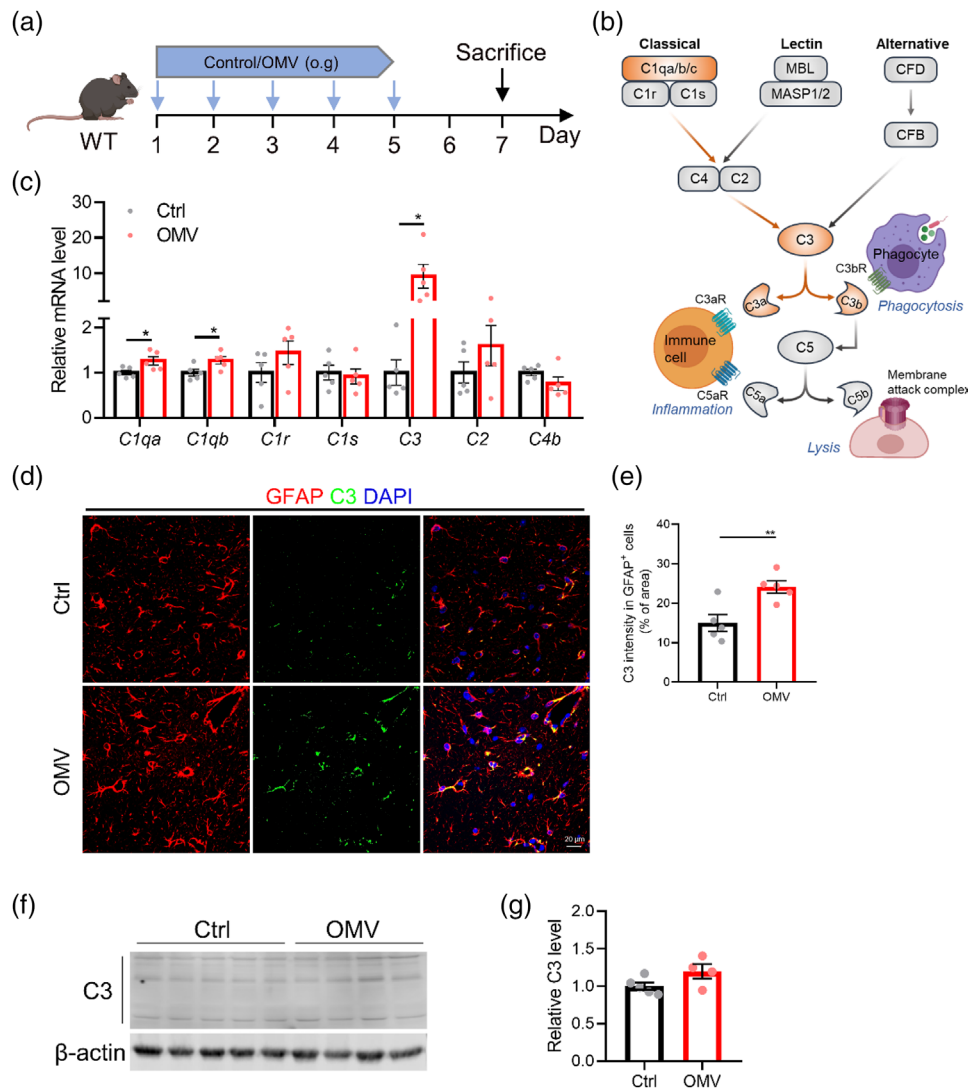 (a)
Control/OMV (o.g)
Sacrifice
WT
1 2 3 4 5 6 7 Day
(b)
Classical Lectin Alternative
C1qa/b/c MBL CFD
C1r C1s MASP1/2
CFB
C4 C2
C3
Phagocyte
C3bR
C3aR
C3a C3b
Phagocytosis
Immune
cell
C5
C5aR
Inflammation
C5a C5b
Membrane
attack complex
Lysis
(c)
Relative mRNA level
30
20
10
2
1
0
Ctrl
OMV
* * *
C1qa C1qb C1r C1s C3 C2 C4b
(d)
GFAP C3 DAPI
Ctrl
OMV
20 μm
(e)
C3 intensity in GFAP+ cells
(% of area)
40
30
20
10
0
**
Ctrl OMV
(f)
Ctrl OMV
C3
β-actin
(g)
Relative C3 level
2.0
1.5
1.0
0.5
0.0
Ctrl OMV